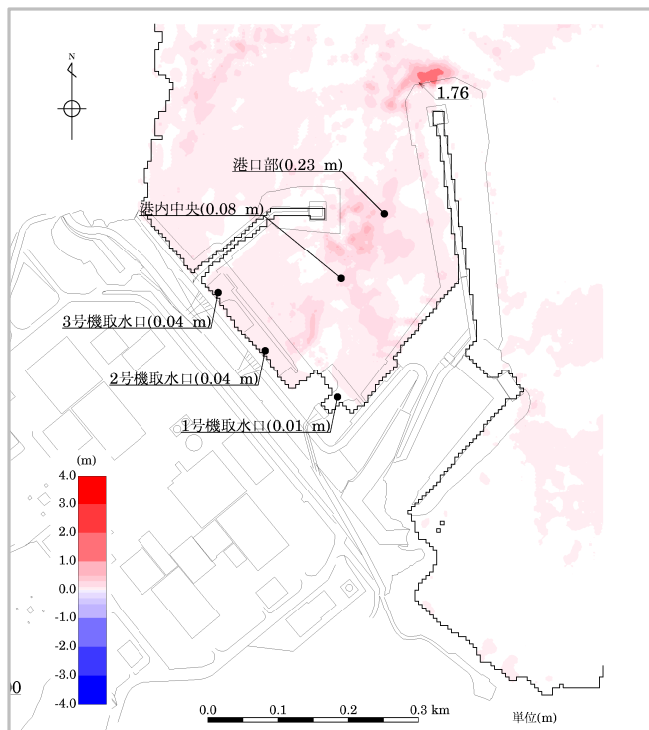 N
1.76
港口部(0.23 m)
港内中央(0.08 m)
3号機取水口(0.04 m)
2号機取水口(0.04 m)
1号機取水口(0.01 m)
(m)
4.0
3.0
2.0
1.0
0.0
-1.0
-2.0
-3.0
-4.0
0.0 0.1 0.2 0.3 km
単位(m)